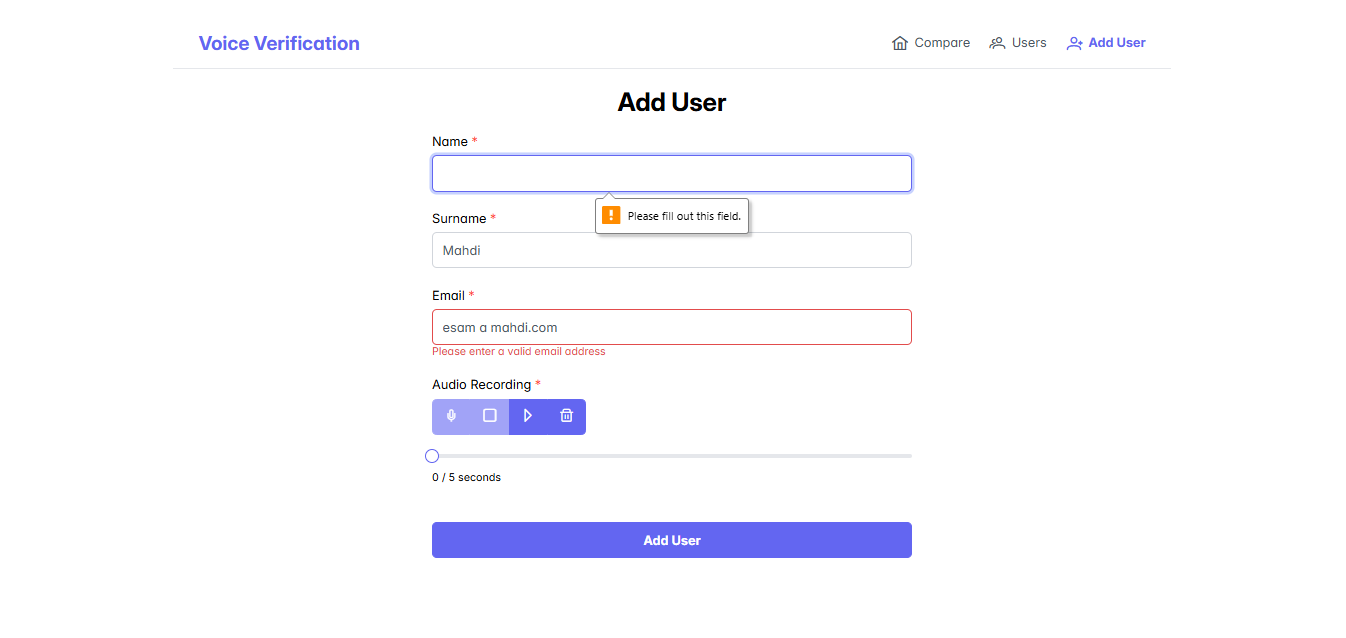 Voice Verification
Compare
Users
Add User
Add User
Name *
Please fill out this field.
Surname *
Mahdi
Email *
esam a mahdi.com
Please enter a valid email address
Audio Recording *
0 / 5 seconds
Add User